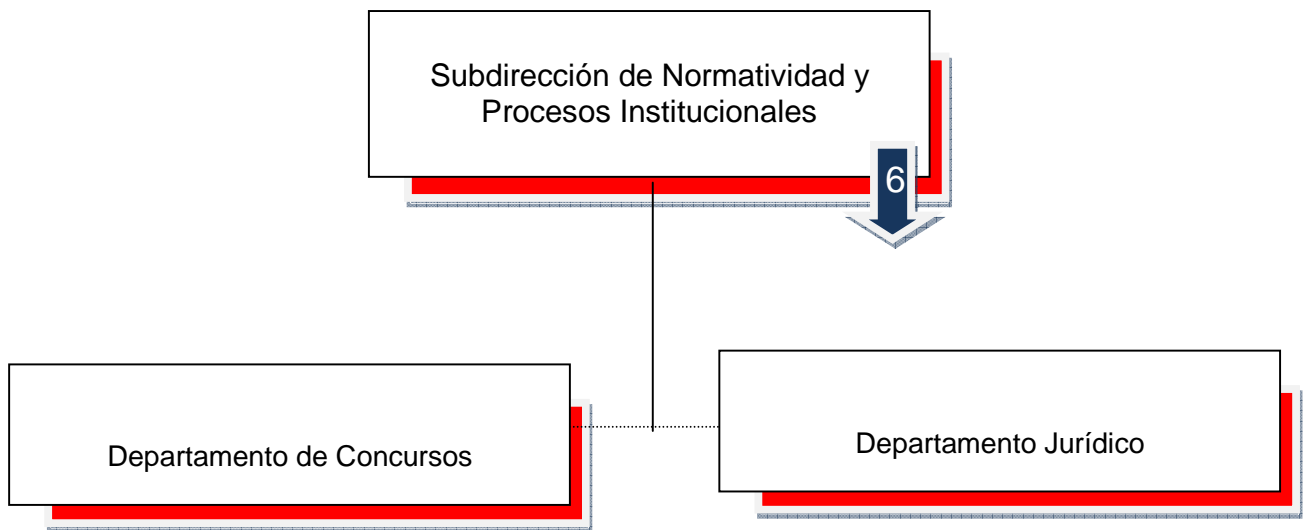 Subdirección de Normatividad y
Procesos Institucionales
6
Departamento de Concursos
Departamento Jurídico